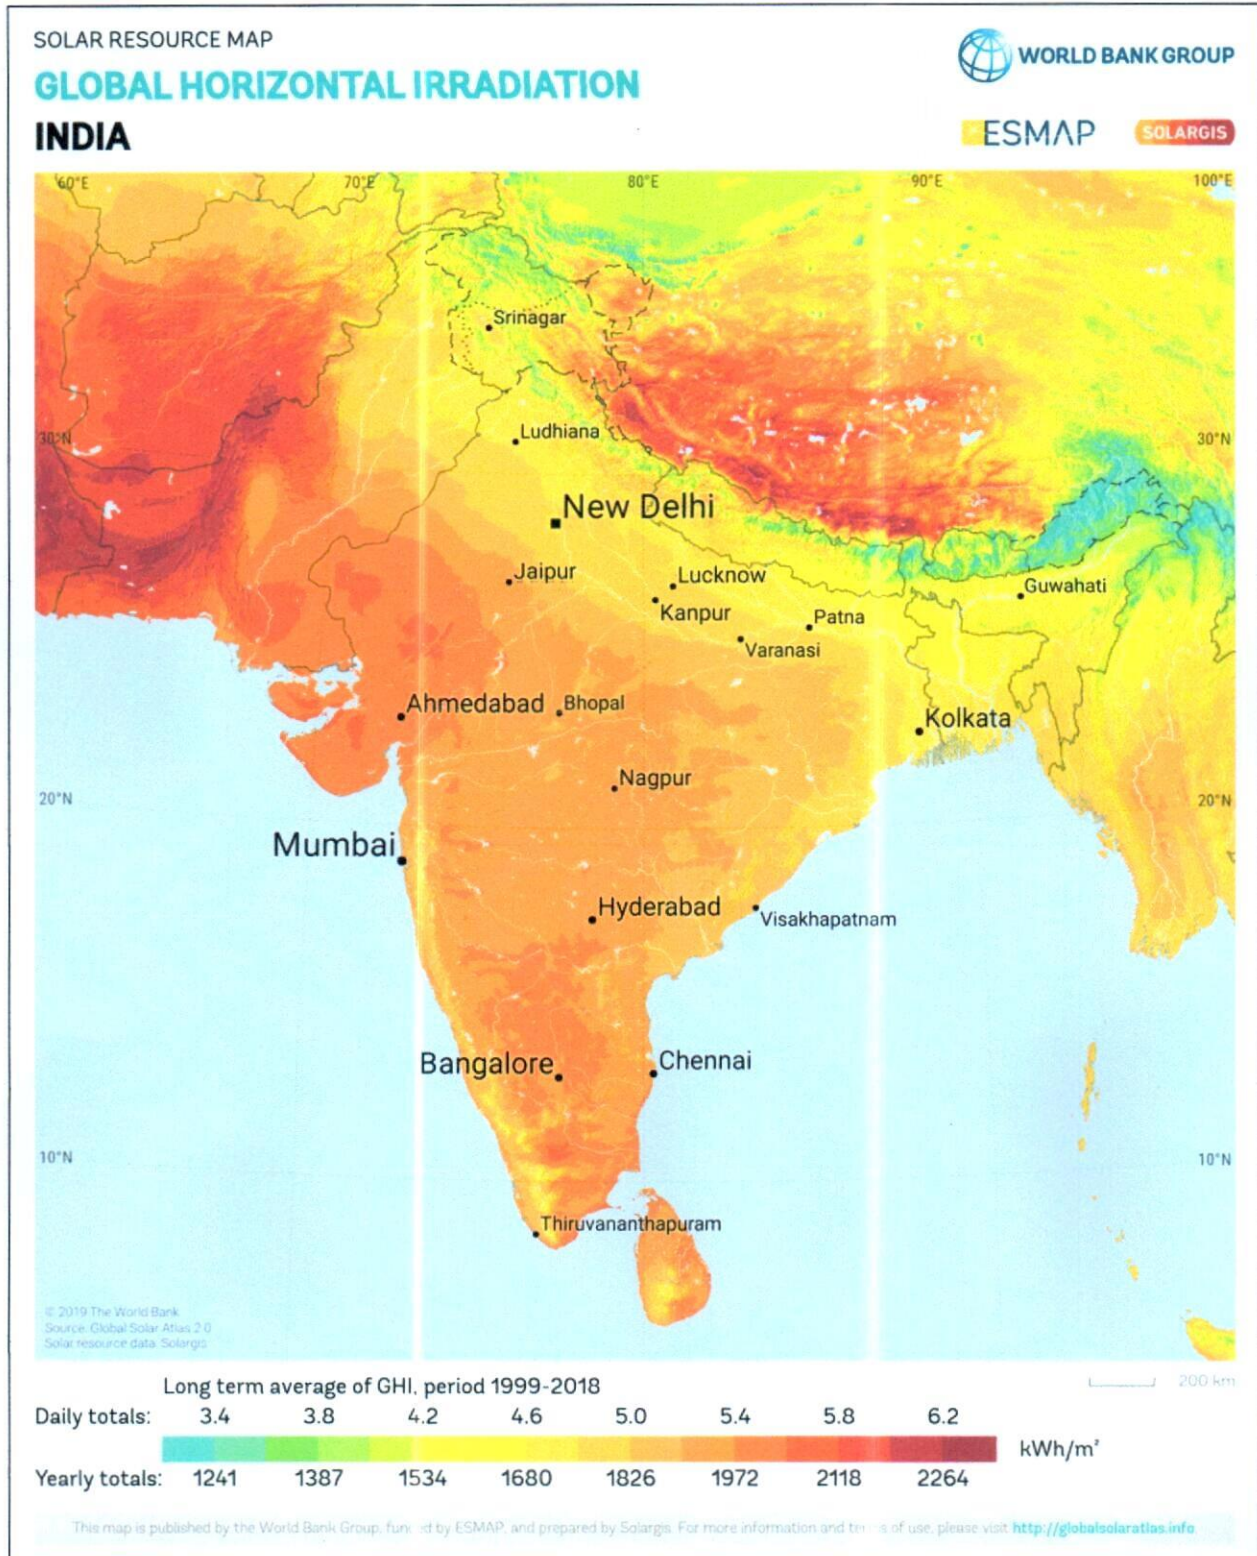 SOLAR RESOURCE MAP
GLOBAL HORIZONTAL IRRADIATION
INDIA
WORLD BANK GROUP
ESMAP
SOLARGIS
60°E 70°E 80°E 90°E 100°E
Srinagar
Ludhiana
30°N 30°N
New Delhi
Jaipur
Lucknow
Guwahati
Kanpur
Patna
Varanasi
Ahmedabad
Bhopal
Kolkata
Nagpur
20°N 20°N
Mumbai
Hyderabad
Visakhapatnam
Bangalore
Chennai
10°N 10°N
Thiruvananthapuram
© 2019 The World Bank
Source: Global Solar Atlas 2.0
Solar resource data: Solargis
Long term average of GHI, period 1999-2018
200 km
Daily totals: 3.4 3.8 4.2 4.6 5.0 5.4 5.8 6.2
kWh/m²
Yearly totals: 1241 1387 1534 1680 1826 1972 2118 2264
This map is published by the World Bank Group, by ESMAP, and prepared by Solargis. For more information and of use, please visit http://globalsolaratlas.info